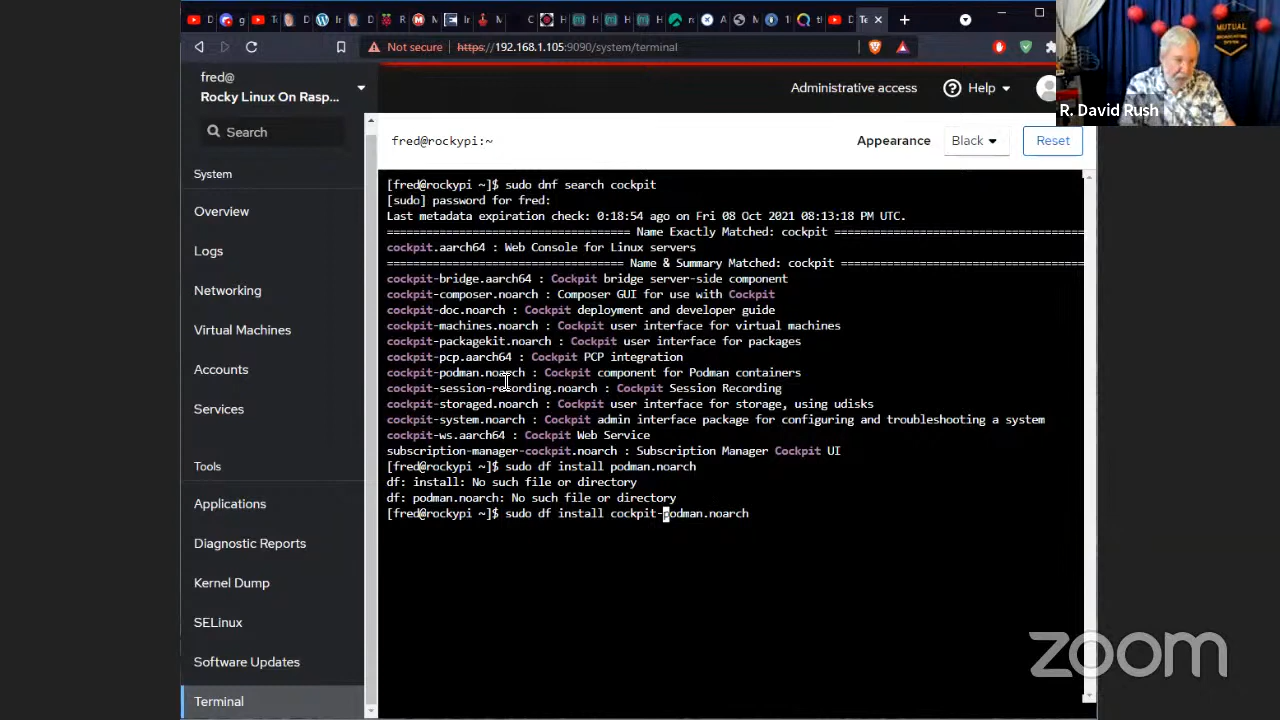 Not secure
https://192.168.1.105:9090/system/terminal
MUTUAL
BROADCASTING
SYSTEM
R. David Rush
fred@
Rocky Linux On Rasp...
Administrative access
Help
Search
fred@rockypi:~
Appearance
Black
Reset
System
Overview
Logs
Networking
Virtual Machines
Accounts
Services
Tools
Applications
Diagnostic Reports
Kernel Dump
SELinux
Software Updates
Terminal
[fred@rockypi ~]$ sudo dnf search cockpit
[sudo] password for fred:
Last metadata expiration check: 0:18:54 ago on Fri 08 Oct 2021 08:13:18 PM UTC.
===================================== Name Exactly Matched: cockpit =====================================
cockpit.aarch64 : Web Console for Linux servers
==================================== Name & Summary Matched: cockpit ====================================
cockpit-bridge.aarch64 : Cockpit bridge server-side component
cockpit-composer.noarch : Composer GUI for use with Cockpit
cockpit-doc.noarch : Cockpit deployment and developer guide
cockpit-machines.noarch : Cockpit user interface for virtual machines
cockpit-packagekit.noarch : Cockpit user interface for packages
cockpit-pcp.aarch64 : Cockpit PCP integration
cockpit-podman.noarch : Cockpit component for Podman containers
cockpit-session-recording.noarch : Cockpit Session Recording
cockpit-storaged.noarch : Cockpit user interface for storage, using udisks
cockpit-system.noarch : Cockpit admin interface package for configuring and troubleshooting a system
cockpit-ws.aarch64 : Cockpit Web Service
subscription-manager-cockpit.noarch : Subscription Manager Cockpit UI
[fred@rockypi ~]$ sudo df install podman.noarch
df: install: No such file or directory
df: podman.noarch: No such file or directory
[fred@rockypi ~]$ sudo df install cockpit-podman.noarch
zoom